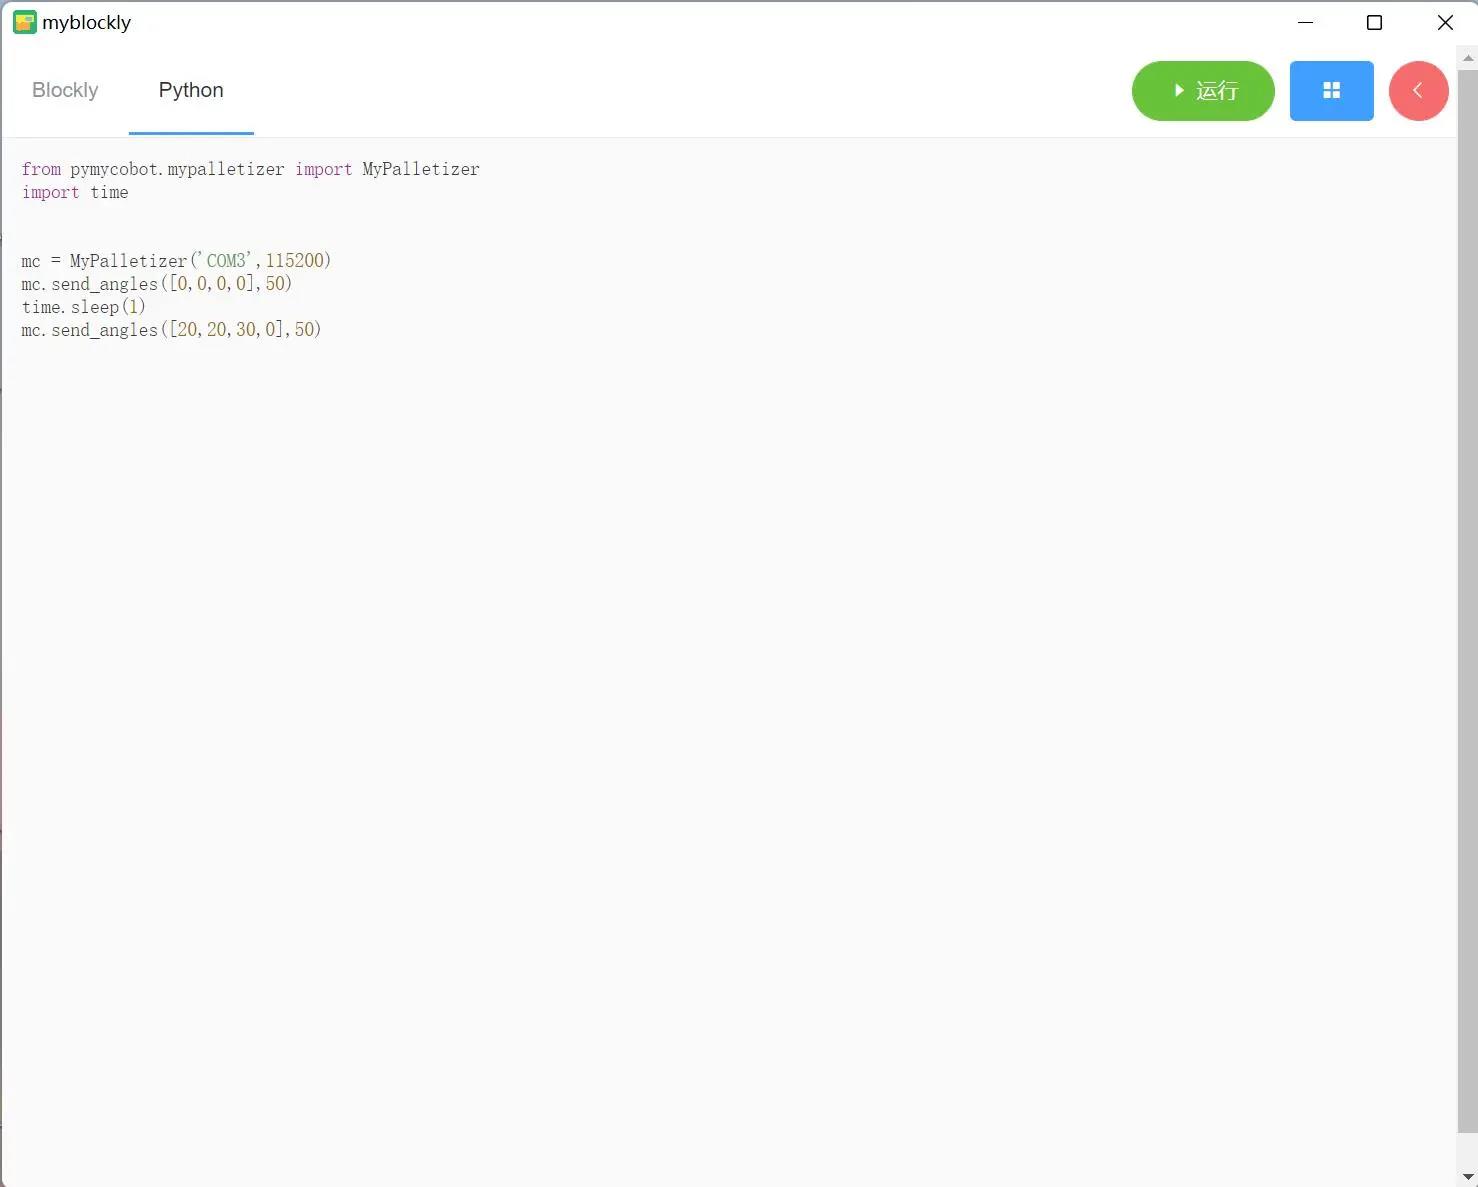 myblockly
Blockly
Python
运行
from pymycobot.mypalletizer import MyPalletizer
import time
mc = MyPalletizer('COM3',115200)
mc.send_angles([0,0,0,0],50)
time.sleep(1)
mc.send_angles([20,20,30,0],50)